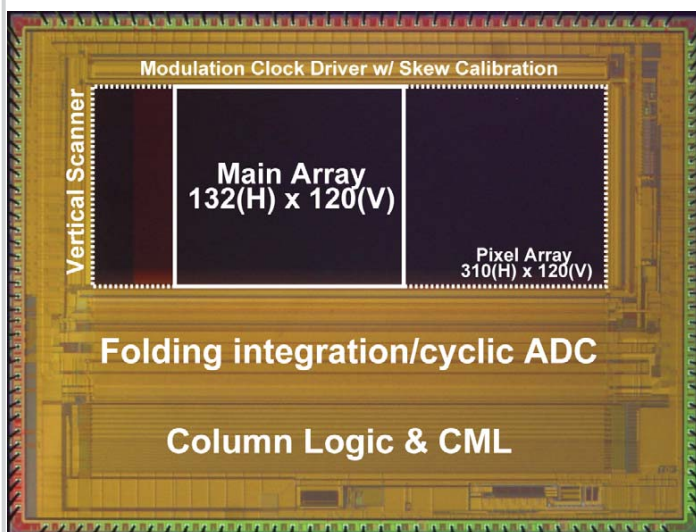 Modulation Clock Driver w/ Skew Calibration
Vertical Scanner
Main Array
132(H) x 120(V)
Pixel Array
310(H) x 120(V)
Folding integration/cyclic ADC
Column Logic & CML